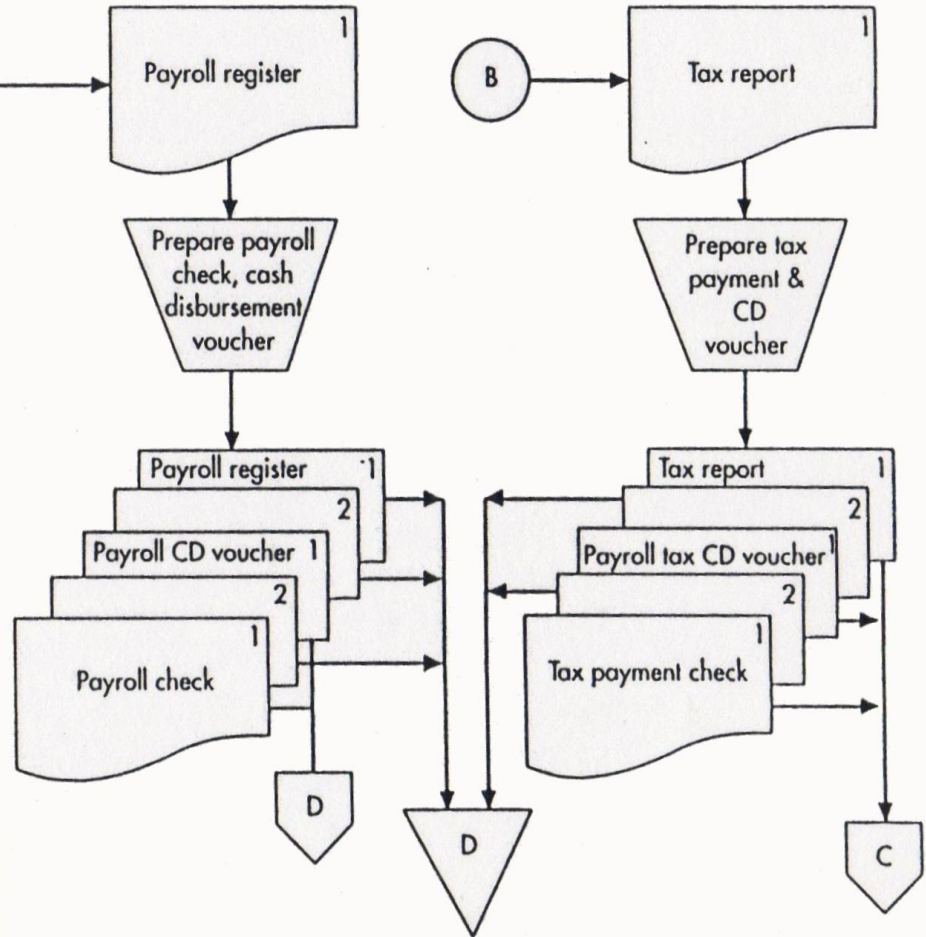 1
Payroll register
Prepare payroll
check, cash
disbursement
voucher
Payroll register 1
2
Payroll CD voucher 1
2
1
Payroll check
D
D
B
1
Tax report
Prepare tax
payment &
CD
voucher
Tax report 1
2
Payroll tax CD voucher 1
2
1
Tax payment check
C